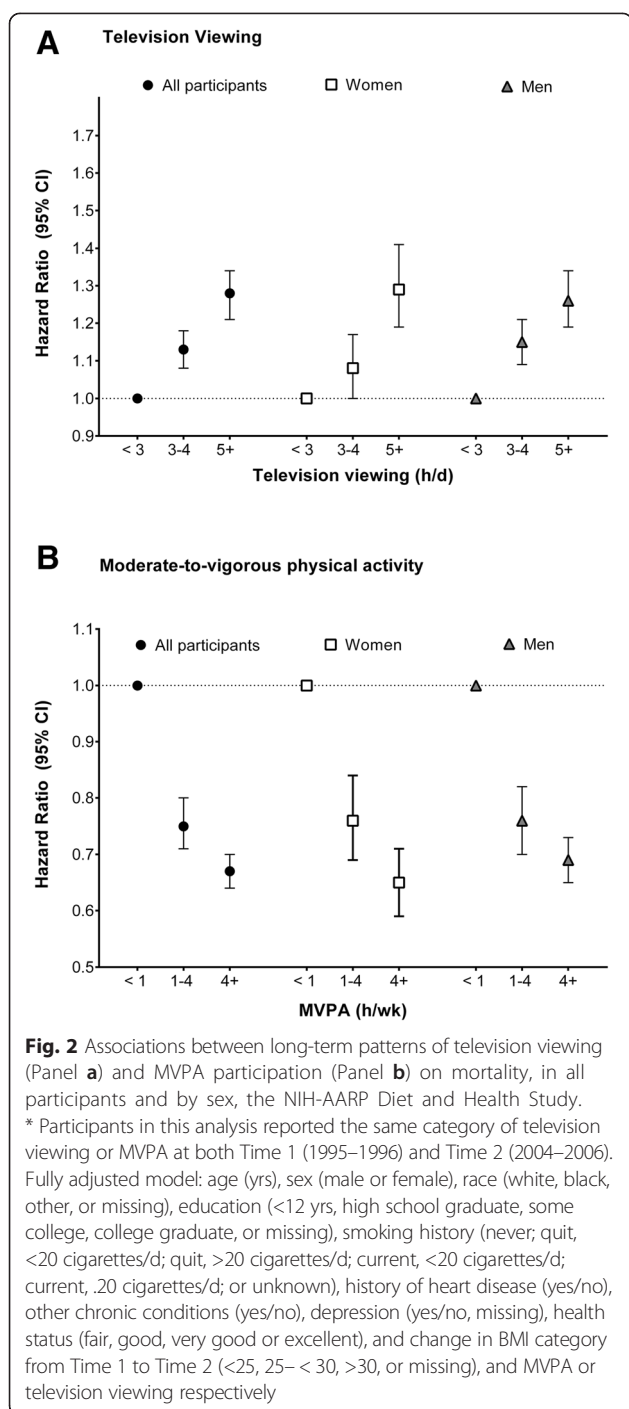 A Television Viewing
All participants Women Men
Hazard Ratio (95% CI)
1.7
1.6
1.5
1.4
1.3
1.2
1.1
1.0
0.9
< 3 3-4 5+ < 3 3-4 5+ < 3 3-4 5+
Television viewing (h/d)
B Moderate-to-vigorous physical activity
All participants Women Men
Hazard Ratio (95% CI)
1.1
1.0
0.9
0.8
0.7
0.6
0.5
< 1 1-4 4+ < 1 1-4 4+ < 1 1-4 4+
MVPA (h/wk)
Fig. 2 Associations between long-term patterns of television viewing
(Panel a) and MVPA participation (Panel b) on mortality, in all
participants and by sex, the NIH-AARP Diet and Health Study.
* Participants in this analysis reported the same category of television
viewing or MVPA at both Time 1 (1995–1996) and Time 2 (2004–2006).
Fully adjusted model: age (yrs), sex (male or female), race (white, black,
other, or missing), education (<12 yrs, high school graduate, some
college, college graduate, or missing), smoking history (never; quit,
<20 cigarettes/d; quit, >20 cigarettes/d; current, <20 cigarettes/d;
current, .20 cigarettes/d; or unknown), history of heart disease (yes/no),
other chronic conditions (yes/no), depression (yes/no, missing), health
status (fair, good, very good or excellent), and change in BMI category
from Time 1 to Time 2 (<25, 25– < 30, >30, or missing), and MVPA or
television viewing respectively